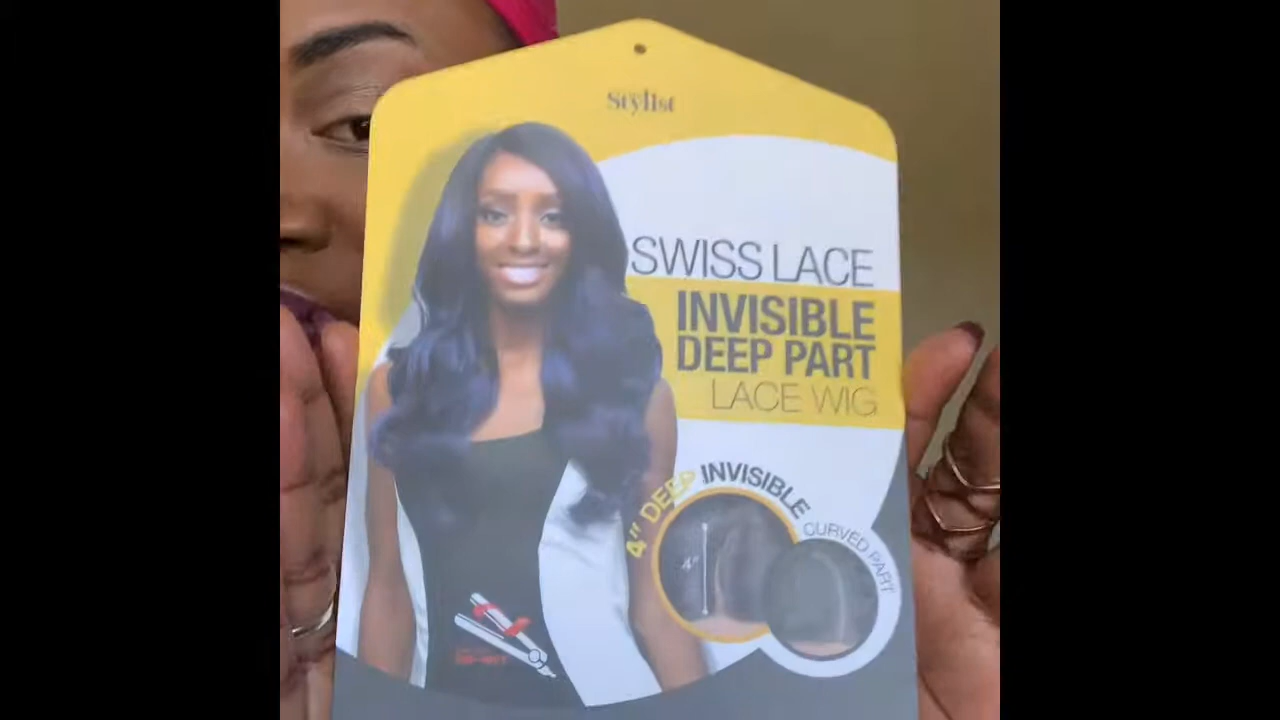 Stylist
SWISS LACE
INVISIBLE
DEEP PART
LACE WIG
4" DEEP INVISIBLE
CURVED PART
4"